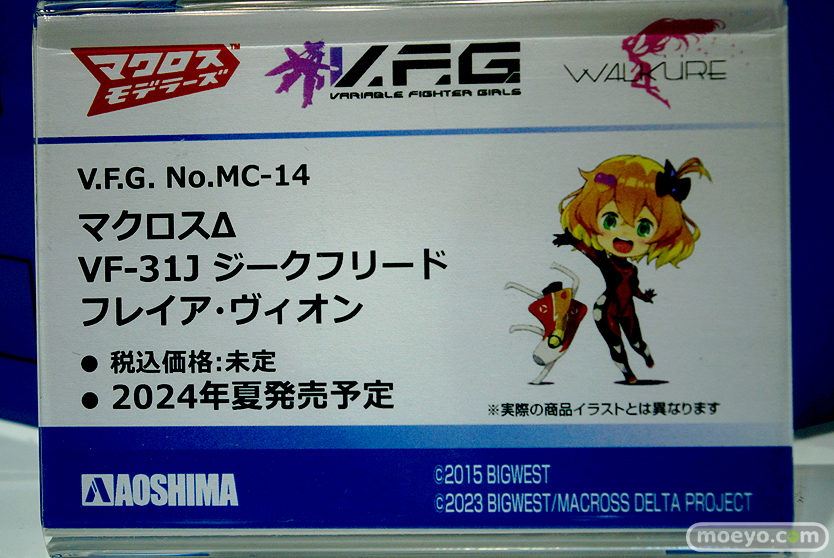 マクロス
モデラーズ
™
V.F.G.
VARIABLE FIGHTER GIRLS
WALKÜRE
V.F.G. No.MC-14
マクロスΔ
VF-31J ジークフリード
フレイア・ヴィオン
● 税込価格:未定
● 2024年夏発売予定
※実際の商品イラストとは異なります
AOSHIMA
©2015 BIGWEST
©2023 BIGWEST/MACROSS DELTA PROJECT
moeyo.com